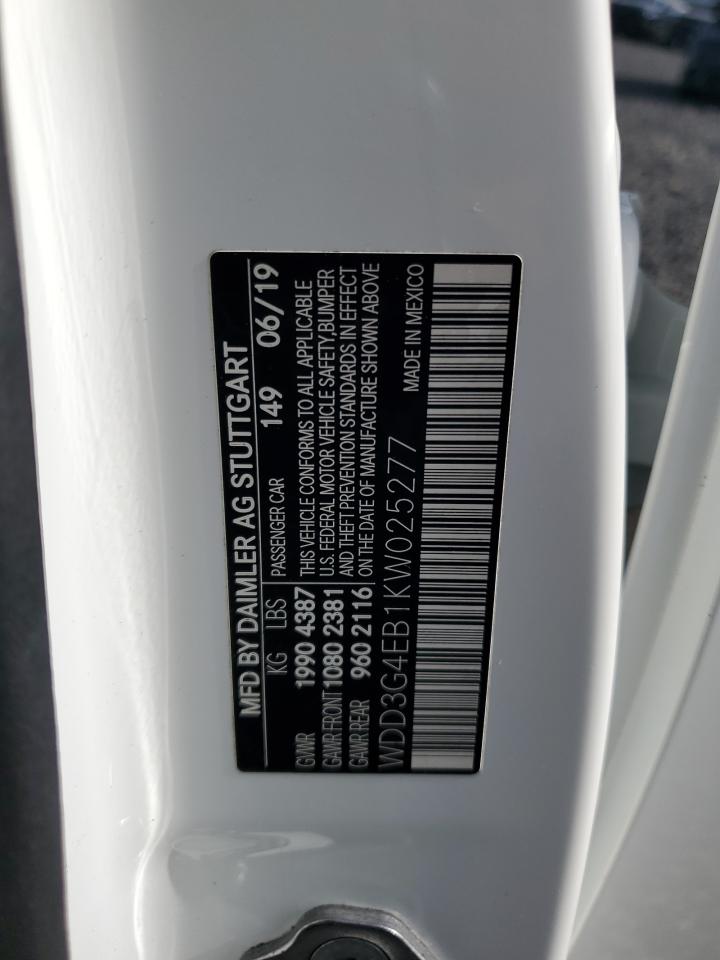 MFD BY DAIMLER AG STUTTGART
KG LBS PASSENGER CAR 149 06/19
GVWR 1990 4387 THIS VEHICLE CONFORMS TO ALL APPLICABLE
GAWR FRONT 1080 2381 U.S. FEDERAL MOTOR VEHICLE SAFETY,BUMPER
GAWR REAR 960 2116 AND THEFT PREVENTION STANDARDS IN EFFECT
ON THE DATE OF MANUFACTURE SHOWN ABOVE
WDD3G4EB1KW025277 MADE IN MEXICO